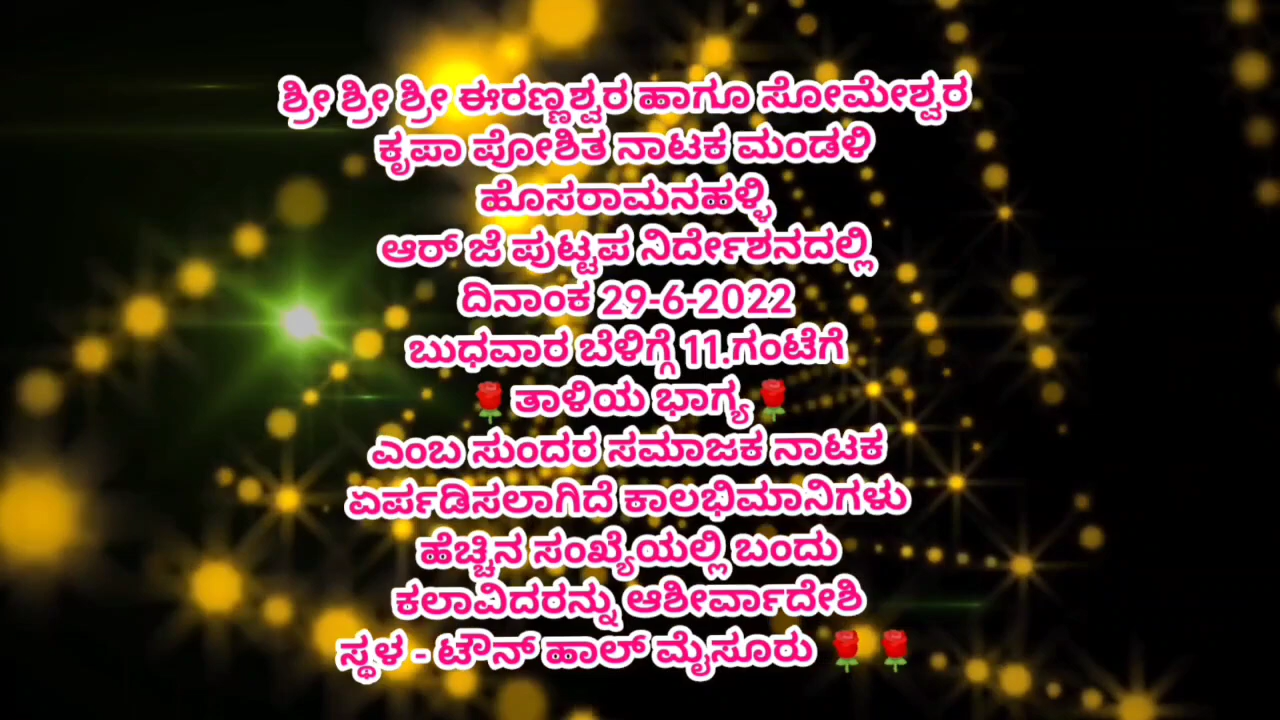 ಶ್ರೀ ಶ್ರೀ ಶ್ರೀ ಈರಣ್ಣಶ್ವರ ಹಾಗೂ ಸೋಮೇಶ್ವರ
ಕೃಪಾ ಪೋಶಿತ ನಾಟಕ ಮಂಡಳಿ
ಹೊಸರಾಮನಹಳ್ಳಿ
ಆರ್ ಜೆ ಪುಟ್ಟಪ ನಿರ್ದೇಶನದಲ್ಲಿ
ದಿನಾಂಕ 29-6-2022
ಬುಧವಾರ ಬೆಳಿಗ್ಗೆ 11.ಗಂಟೆಗೆ
🌹 ತಾಳಿಯ ಭಾಗ್ಯ 🌹
ಎಂಬ ಸುಂದರ ಸಮಾಜಕ ನಾಟಕ
ಏರ್ಪಡಿಸಲಾಗಿದೆ ಕಾಲಭಿಮಾನಿಗಳು
ಹೆಚ್ಚಿನ ಸಂಖ್ಯೆಯಲ್ಲಿ ಬಂದು
ಕಲಾವಿದರನ್ನು ಆಶೀರ್ವಾದೇಶಿ
ಸ್ಥಳ - ಟೌನ್ ಹಾಲ್ ಮೈಸೂರು 🌹🌹